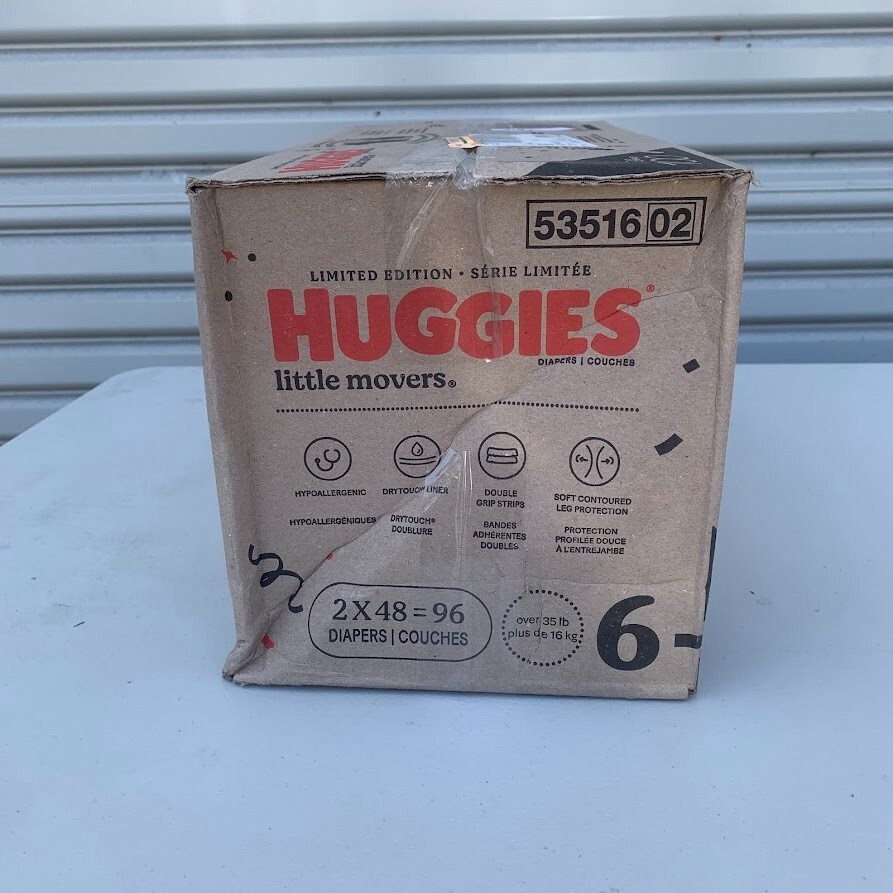 HUGGIES
53516 02
LIMITED EDITION • SÉRIE LIMITÉE
HUGGIES®
DIAPERS | COUCHES
little movers®
HYPOALLERGENIC
HYPOALLERGÉNIQUES
DRYTOUCH® LINER
DRYTOUCH®
DOUBLURE
DOUBLE
GRIP STRIPS
BANDES
ADHÉRENTES
DOUBLES
SOFT CONTOURED
LEG PROTECTION
PROTECTION
PROFILÉE DOUCE
À L'ENTREJAMBE
2 X 48 = 96
DIAPERS | COUCHES
over 35 lb
plus de 16 kg
6